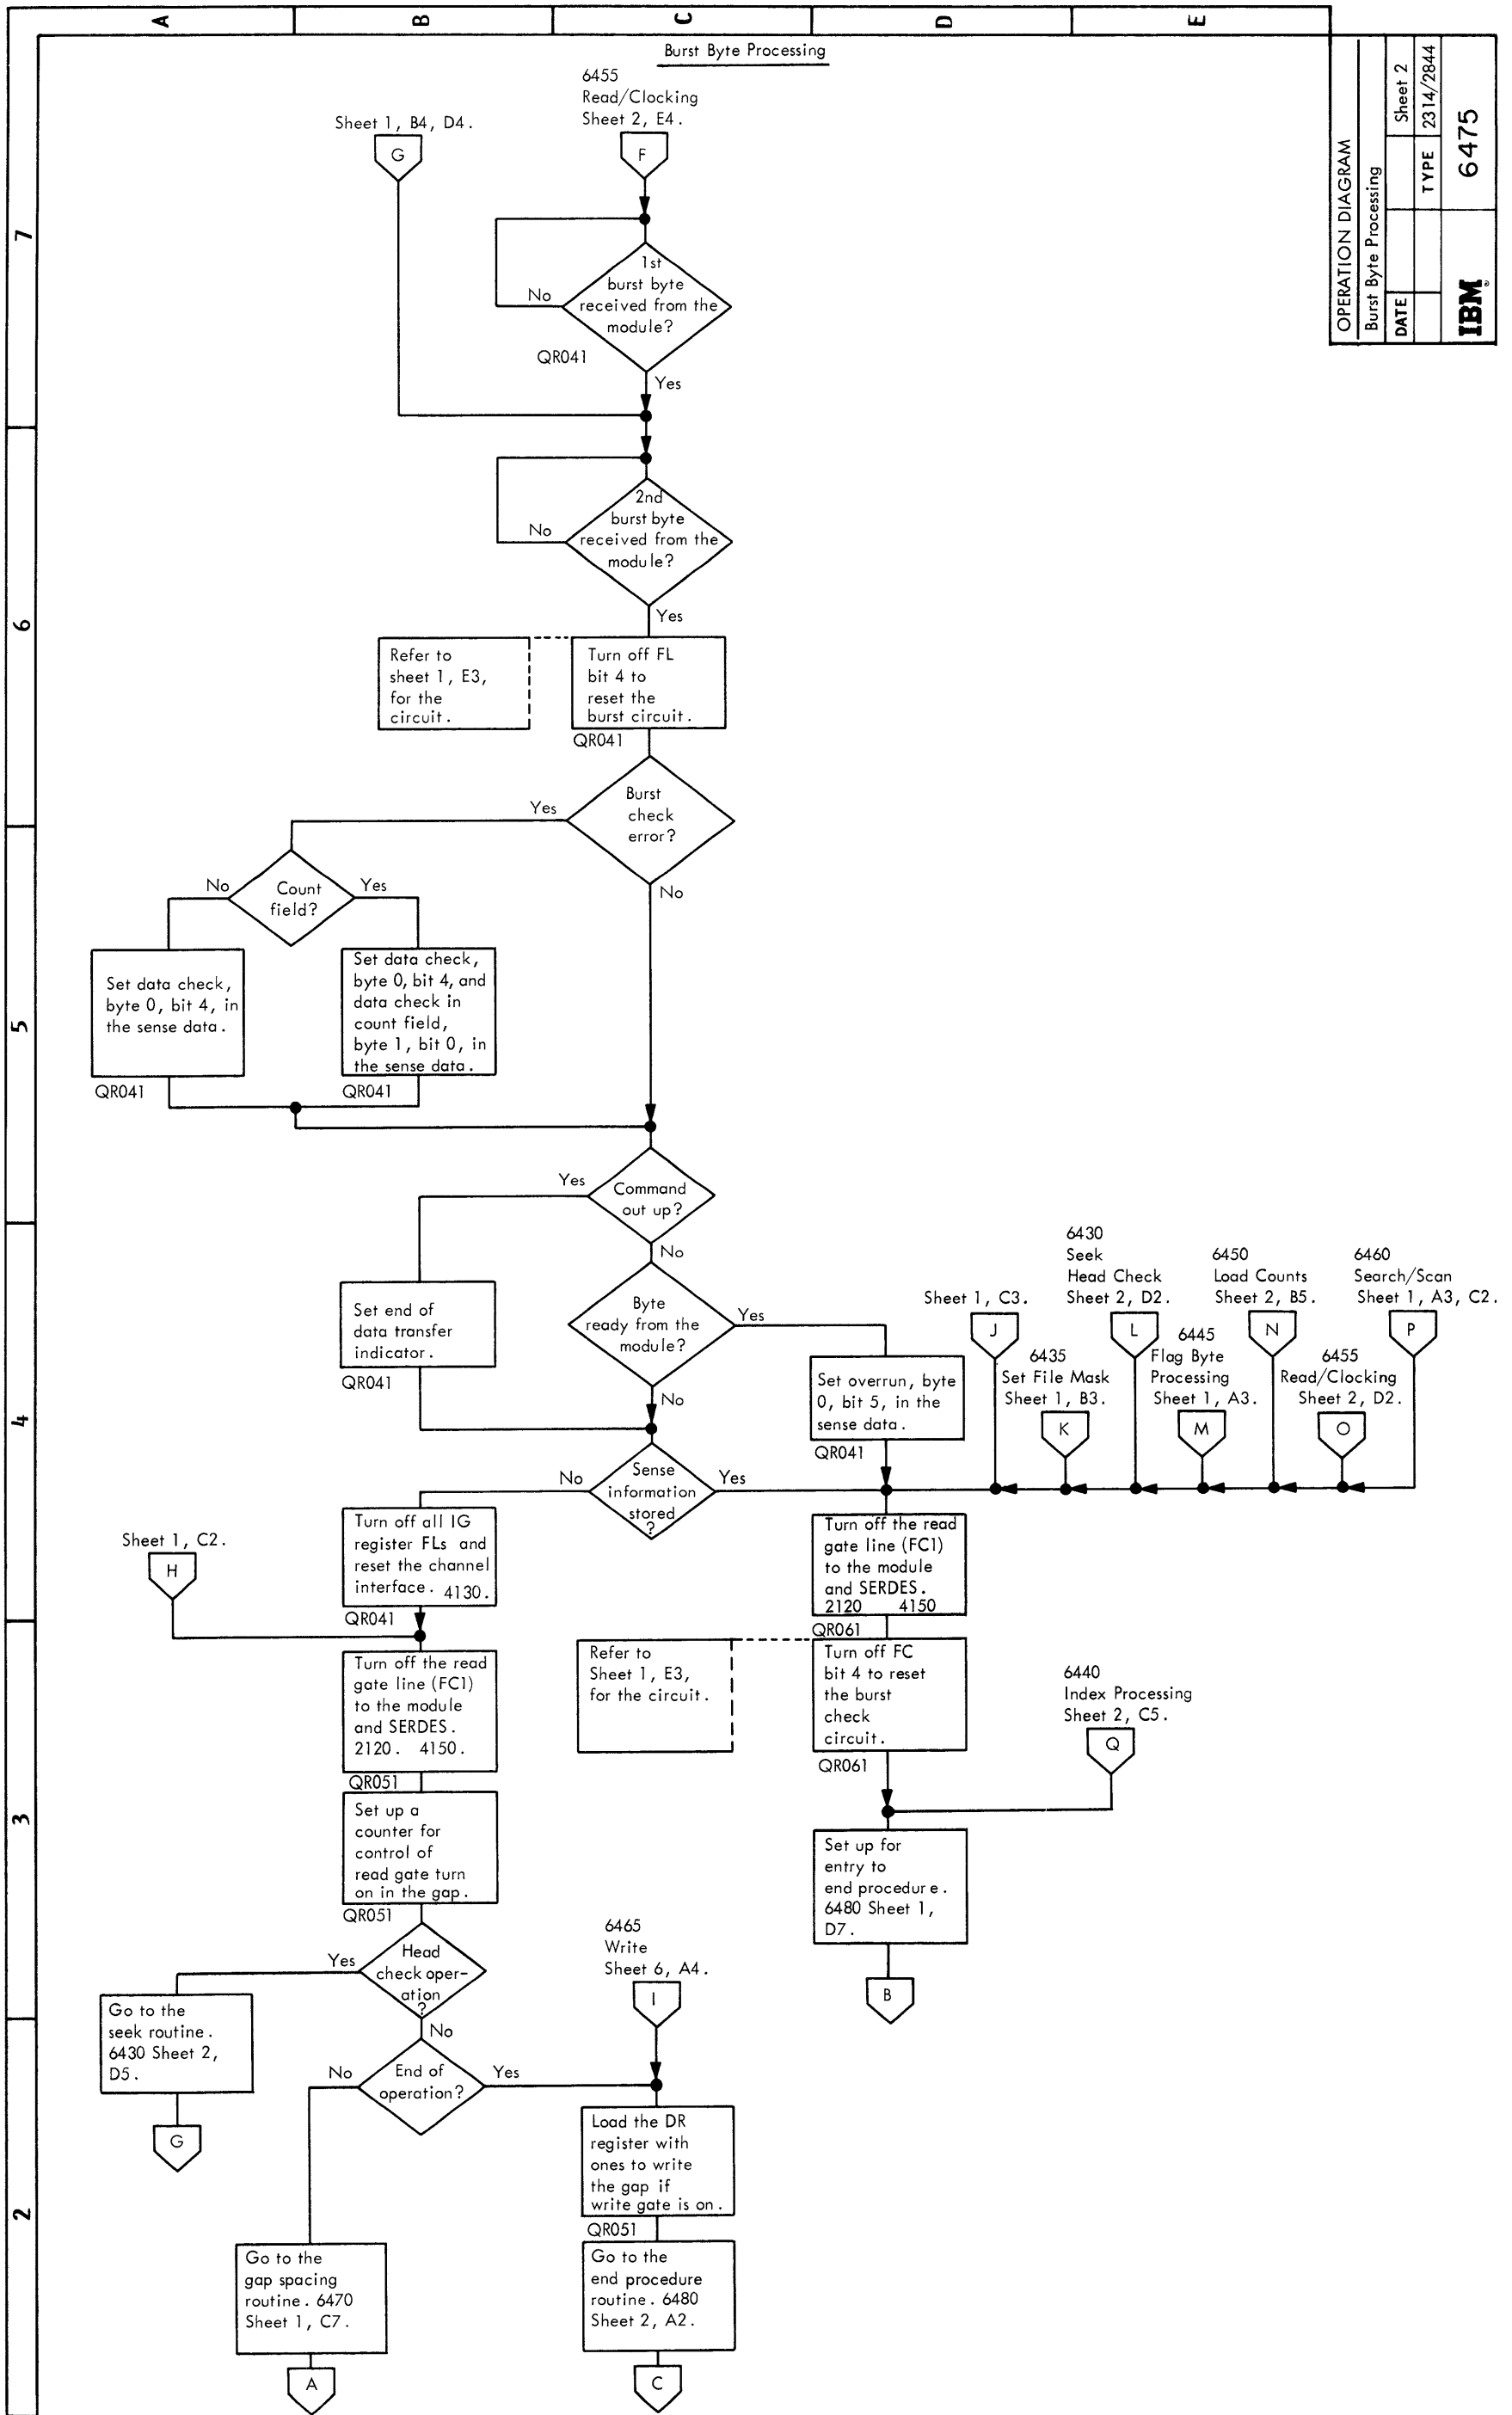 A
B
C
D
E
Burst Byte Processing
OPERATION DIAGRAM
Burst Byte Processing
DATE
Sheet 2
TYPE
2314/2844
IBM
6475
7
6
5
4
3
2
Sheet 1, B4, D4.
G
6455
Read/Clocking
Sheet 2, E4.
F
1st
burst byte
received from the
module?
No
QR041
Yes
2nd
burst byte
received from the
module?
No
Yes
Refer to
sheet 1, E3,
for the
circuit.
Turn off FL
bit 4 to
reset the
burst circuit.
QR041
Burst
check
error?
Yes
No
Count
field?
No
Yes
Set data check,
byte 0, bit 4, in
the sense data.
QR041
Set data check,
byte 0, bit 4, and
data check in
count field,
byte 1, bit 0, in
the sense data.
QR041
Command
out up?
Yes
No
Set end of
data transfer
indicator.
QR041
Byte
ready from the
module?
Yes
No
Set overrun, byte
0, bit 5, in the
sense data.
QR041
Sheet 1, C3.
J
6435
Set File Mask
Sheet 1, B3.
K
6430
Seek
Head Check
Sheet 2, D2.
L
6445
Flag Byte
Processing
Sheet 1, A3.
M
6450
Load Counts
Sheet 2, B5.
N
6455
Read/Clocking
Sheet 2, D2.
O
6460
Search/Scan
Sheet 1, A3, C2.
P
Sense
information
stored
?
No
Yes
Turn off all IG
register FLs and
reset the channel
interface. 4130.
QR041
Sheet 1, C2.
H
Turn off the read
gate line (FC1)
to the module
and SERDES.
2120 4150
QR061
Refer to
Sheet 1, E3,
for the circuit.
Turn off FC
bit 4 to reset
the burst
check
circuit.
QR061
6440
Index Processing
Sheet 2, C5.
Q
Turn off the read
gate line (FC1)
to the module
and SERDES.
2120. 4150.
QR051
Set up a
counter for
control of
read gate turn
on in the gap.
QR051
Set up for
entry to
end procedure.
6480 Sheet 1,
D7.
B
Head
check oper-
ation
?
Yes
No
Go to the
seek routine.
6430 Sheet 2,
D5.
G
6465
Write
Sheet 6, A4.
I
End of
operation?
No
Yes
Load the DR
register with
ones to write
the gap if
write gate is on.
QR051
Go to the
gap spacing
routine. 6470
Sheet 1, C7.
A
Go to the
end procedure
routine. 6480
Sheet 2, A2.
C